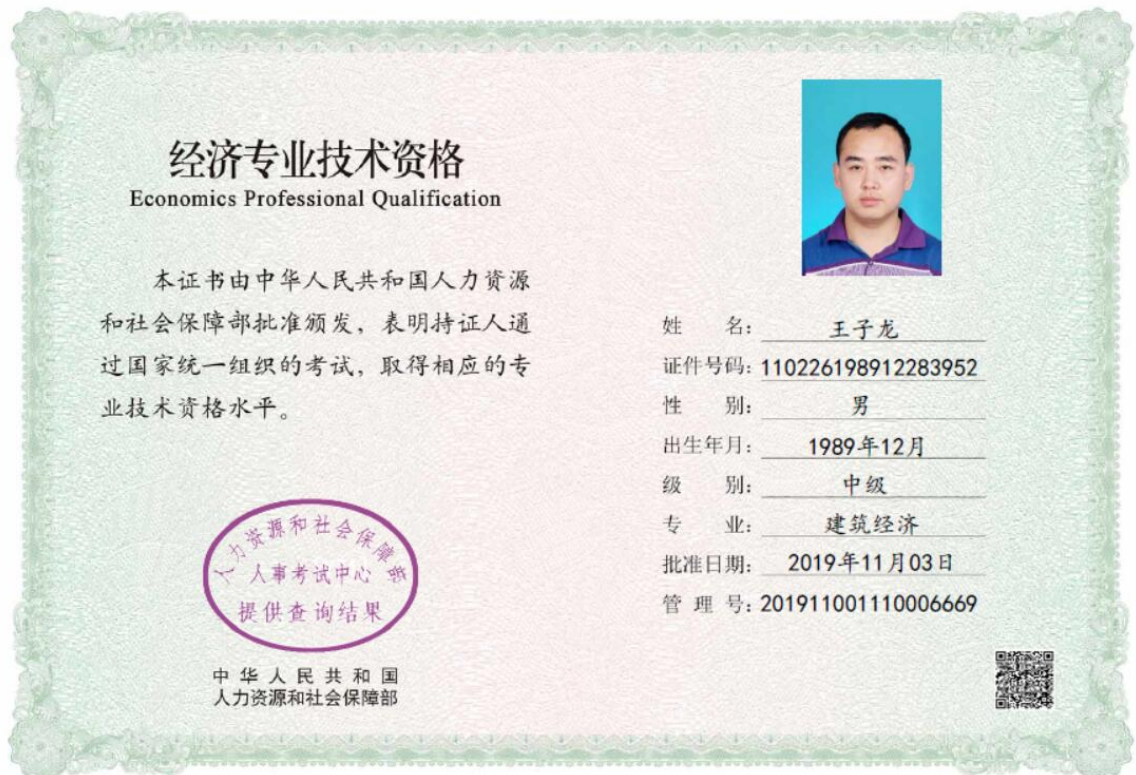 经济专业技术资格
Economics Professional Qualification
本证书由中华人民共和国人力资源
和社会保障部批准颁发，表明持证人通
过国家统一组织的考试，取得相应的专
业技术资格水平。
人力资源和社会保障部
人事考试中心
提供查询结果
中华人民共和国
人力资源和社会保障部
姓名：王子龙
证件号码：110226198912283952
性别：男
出生年月：1989年12月
级别：中级
专业：建筑经济
批准日期：2019年11月03日
管理号：201911001110006669